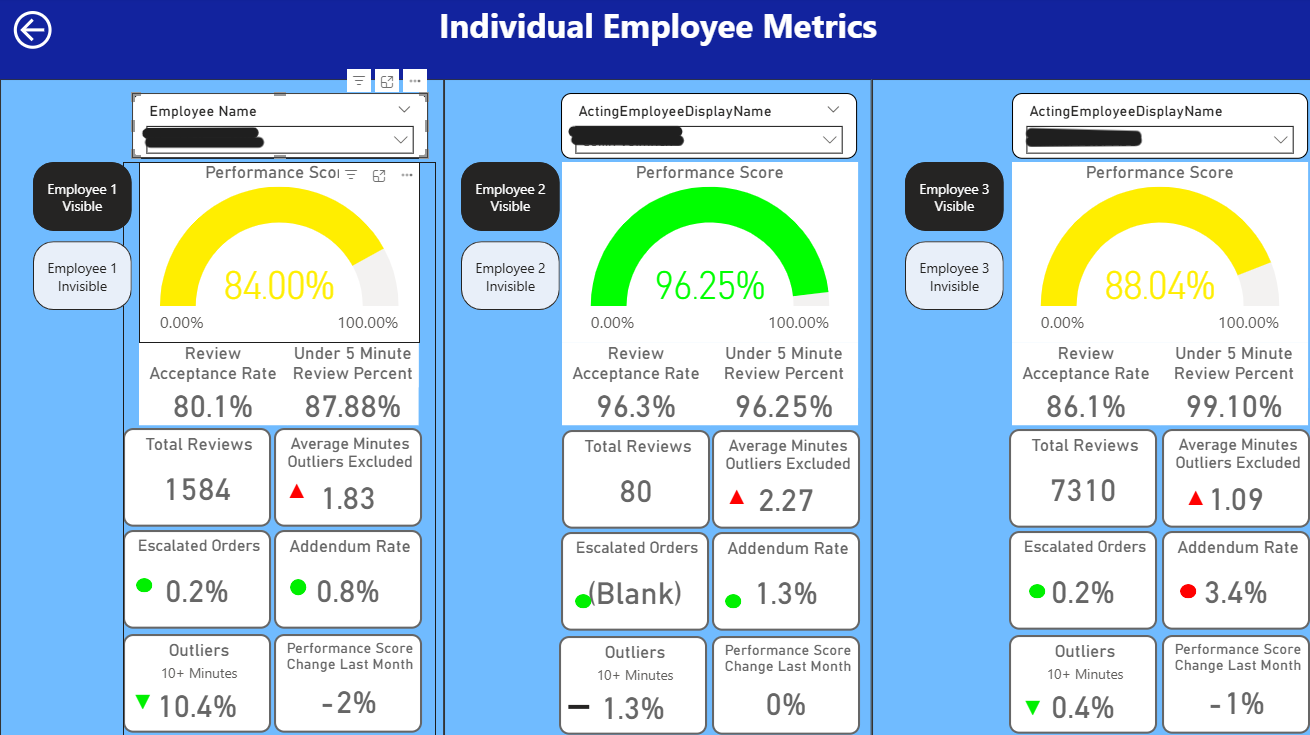 Individual Employee Metrics
Employee Name
Employee 1
Visible
Employee 1
Invisible
Performance Scor
84.00%
0.00%
100.00%
Review
Acceptance Rate
80.1%
Under 5 Minute
Review Percent
87.88%
Total Reviews
1584
Average Minutes
Outliers Excluded
1.83
Escalated Orders
0.2%
Addendum Rate
0.8%
Outliers
10+ Minutes
10.4%
Performance Score
Change Last Month
-2%
ActingEmployeeDisplayName
Employee 2
Visible
Employee 2
Invisible
Performance Score
96.25%
0.00%
100.00%
Review
Acceptance Rate
96.3%
Under 5 Minute
Review Percent
96.25%
Total Reviews
80
Average Minutes
Outliers Excluded
2.27
Escalated Orders
(Blank)
Addendum Rate
1.3%
Outliers
10+ Minutes
1.3%
Performance Score
Change Last Month
0%
ActingEmployeeDisplayName
Employee 3
Visible
Employee 3
Invisible
Performance Score
88.04%
0.00%
100.00%
Review
Acceptance Rate
86.1%
Under 5 Minute
Review Percent
99.10%
Total Reviews
7310
Average Minutes
Outliers Excluded
1.09
Escalated Orders
0.2%
Addendum Rate
3.4%
Outliers
10+ Minutes
0.4%
Performance Score
Change Last Month
-1%